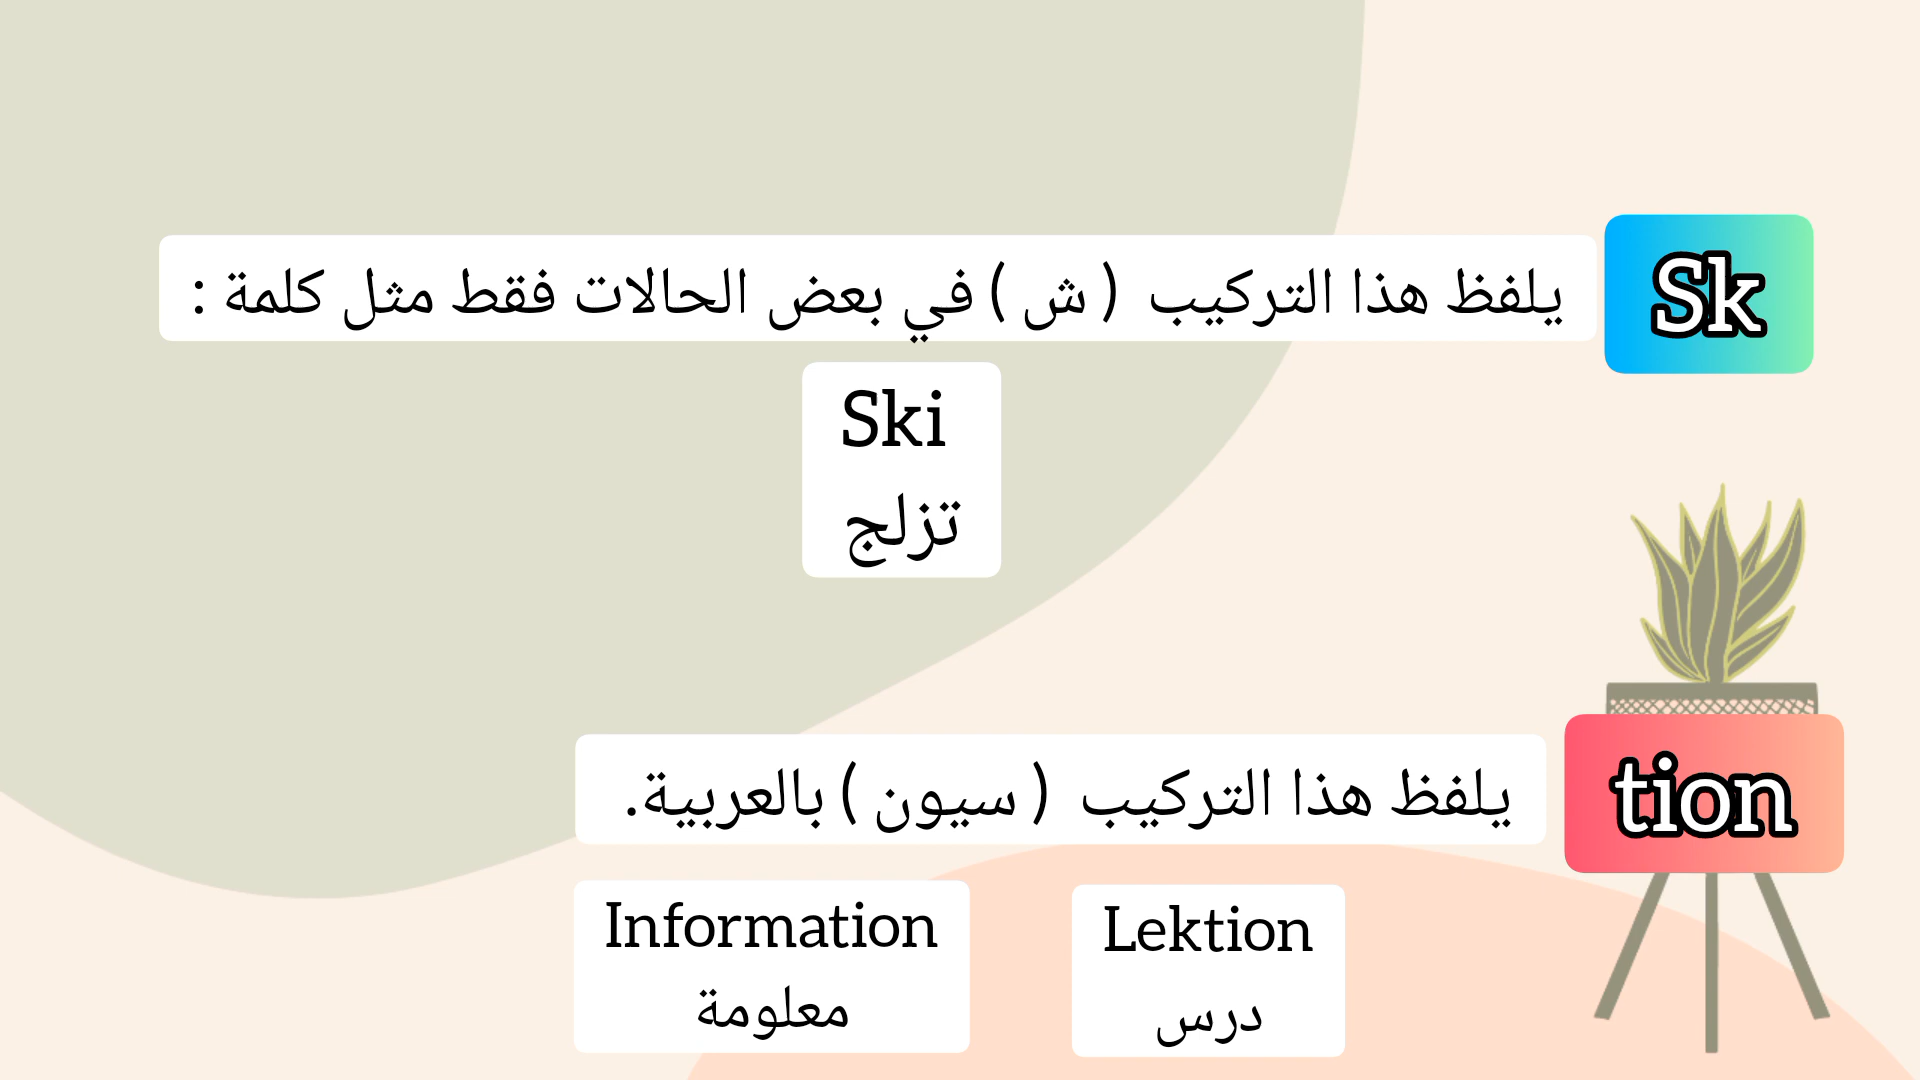 Sk
يلفظ هذا التركيب ( ش ) في بعض الحالات فقط مثل كلمة :
Ski
تزلج
tion
يلفظ هذا التركيب ( سيون ) بالعربية.
Lektion
درس
Information
معلومة